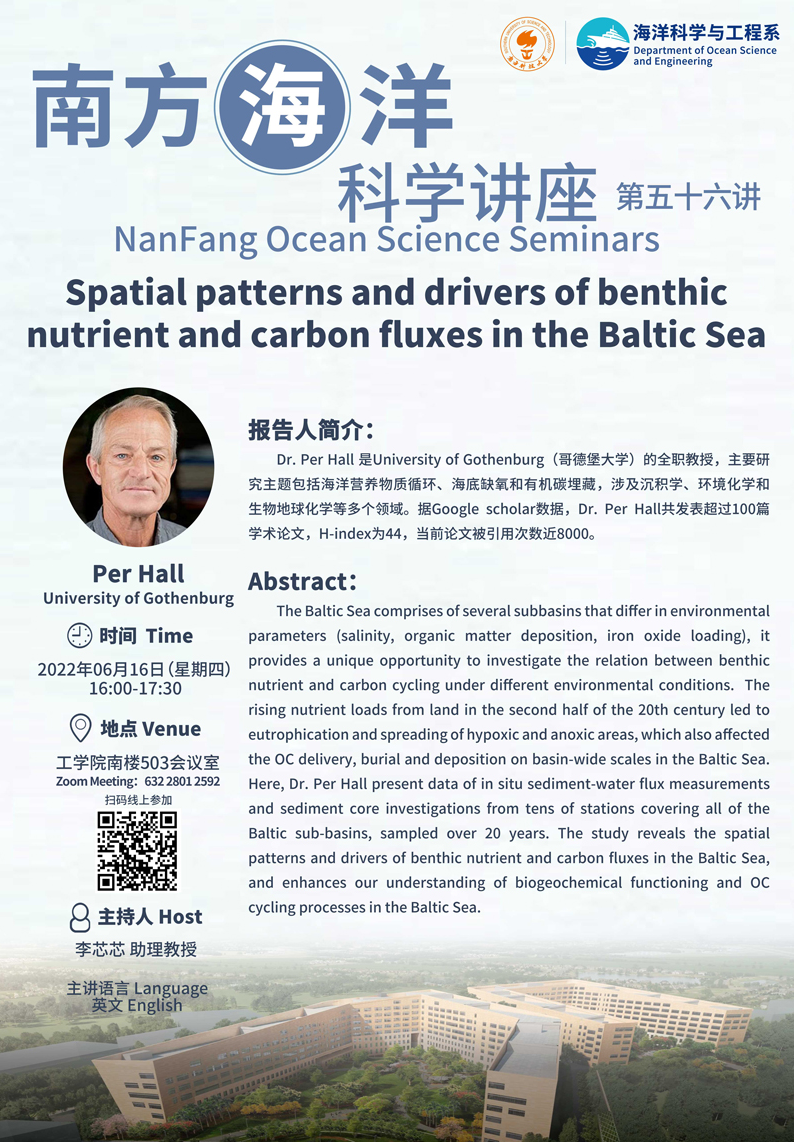 海洋科学与工程系
Department of Ocean Science
and Engineering
南方海洋
科学讲座 第五十六讲
NanFang Ocean Science Seminars
Spatial patterns and drivers of benthic
nutrient and carbon fluxes in the Baltic Sea
Per Hall
University of Gothenburg
时间 Time
2022年06月16日(星期四)
16:00-17:30
地点 Venue
工学院南楼503会议室
Zoom Meeting: 632 2801 2592
扫码线上参加
主持人 Host
李芯芯 助理教授
主讲语言 Language
英文 English
报告人简介:
Dr. Per Hall 是University of Gothenburg(哥德堡大学)的全职教授,主要研
究主题包括海洋营养物质循环、海底缺氧和有机碳埋藏,涉及沉积学、环境化学和
生物地球化学等多个领域。据Google scholar数据,Dr. Per Hall共发表超过100篇
学术论文,H-index为44,当前论文被引用次数近8000。
Abstract:
The Baltic Sea comprises of several subbasins that differ in environmental
parameters (salinity, organic matter deposition, iron oxide loading), it
provides a unique opportunity to investigate the relation between benthic
nutrient and carbon cycling under different environmental conditions. The
rising nutrient loads from land in the second half of the 20th century led to
eutrophication and spreading of hypoxic and anoxic areas, which also affected
the OC delivery, burial and deposition on basin-wide scales in the Baltic Sea.
Here, Dr. Per Hall present data of in situ sediment-water flux measurements
and sediment core investigations from tens of stations covering all of the
Baltic sub-basins, sampled over 20 years. The study reveals the spatial
patterns and drivers of benthic nutrient and carbon fluxes in the Baltic Sea,
and enhances our understanding of biogeochemical functioning and OC
cycling processes in the Baltic Sea.